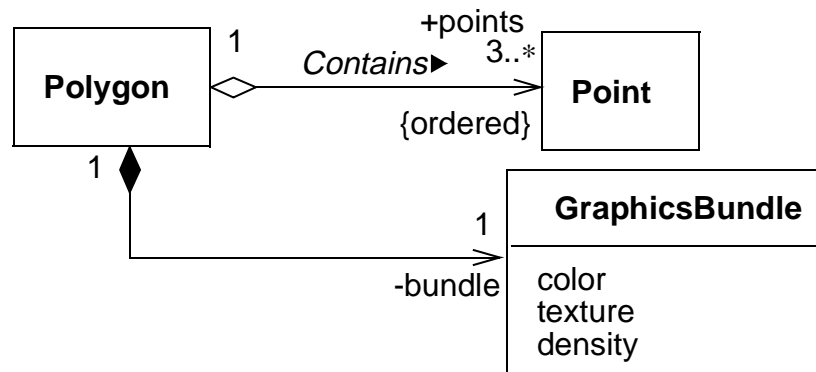 1
+points
Contains
3..*
Polygon
Point
{ordered}
1
GraphicsBundle
1
-bundle
color
texture
density